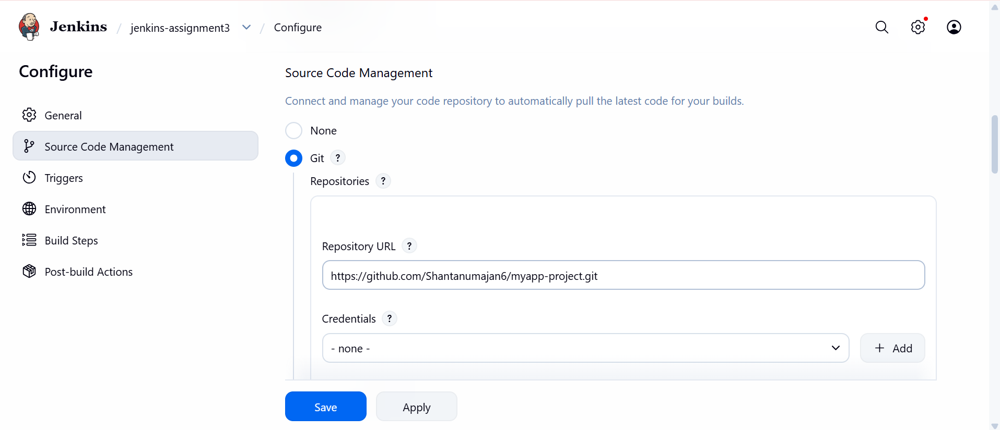 Jenkins / jenkins-assignment3 / Configure
Configure
General
Source Code Management
Triggers
Environment
Build Steps
Post-build Actions
Source Code Management
Connect and manage your code repository to automatically pull the latest code for your builds.
None
Git ?
Repositories ?
Repository URL ?
https://github.com/Shantanumajan6/myapp-project.git
Credentials ?
- none -
+ Add
Save
Apply